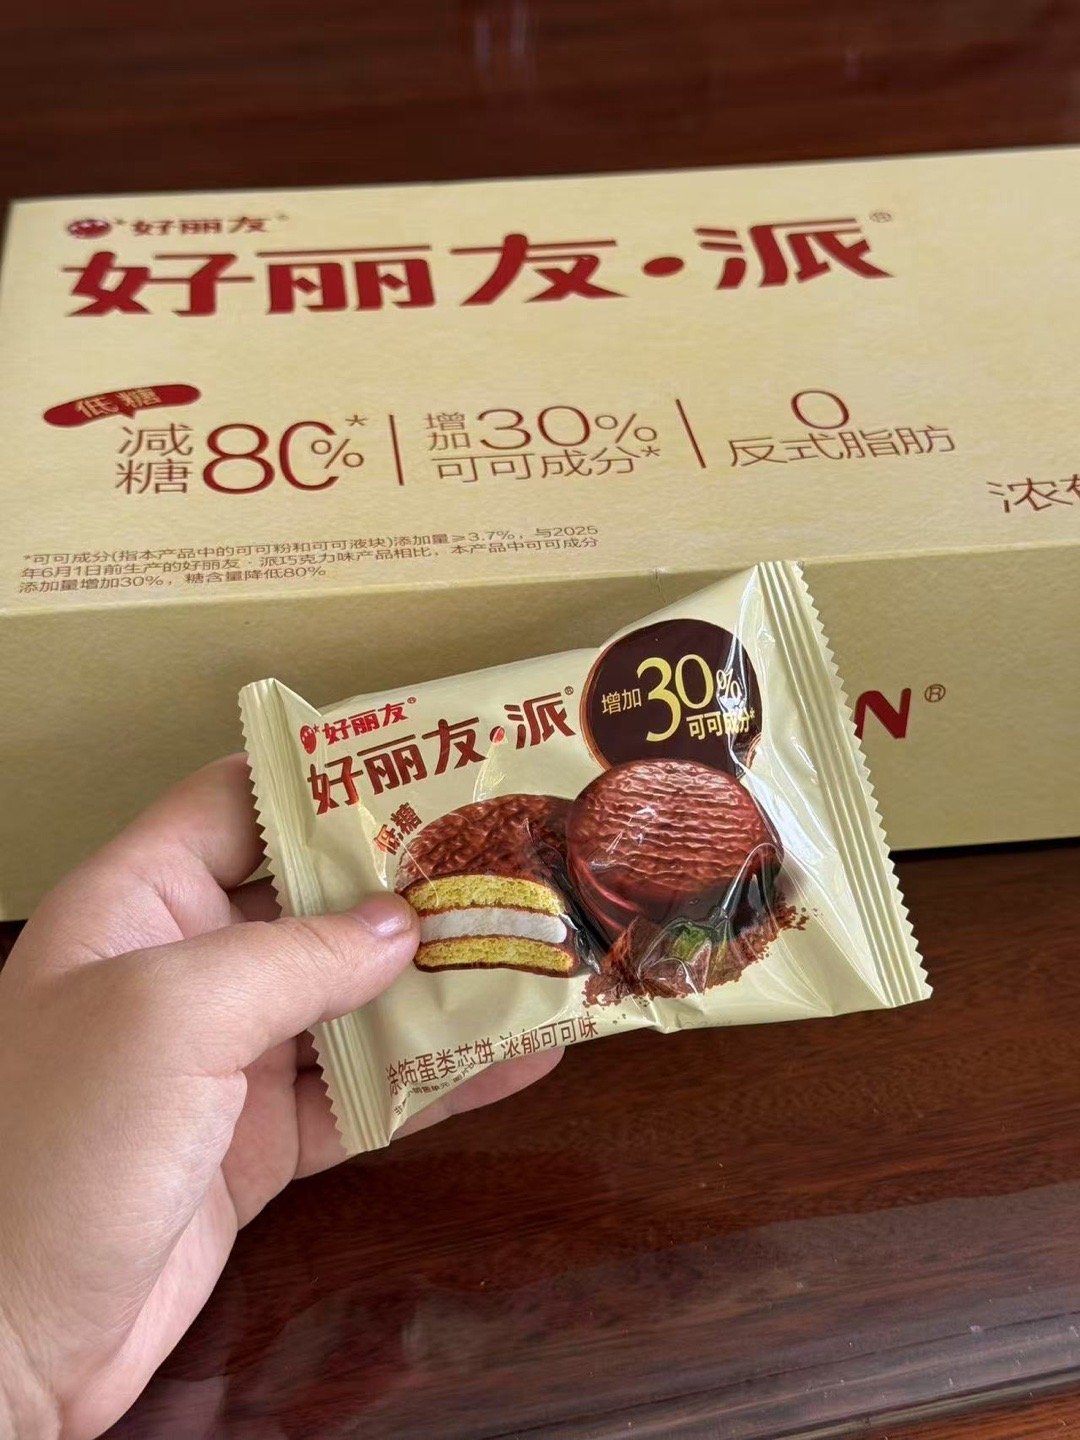 好丽友
好丽友·派®
低糖
减糖80%*
增加30%可可成分*
0反式脂肪
*可可成分(指本产品中的可可粉和可可液块)添加量≥3.7%，与2025
年6月1日前生产的好丽友·派巧克力味产品相比，本产品中可可成分
添加量增加30%，糖含量降低80%
N®
好丽友®
好丽友·派®
增加30%可可成分*
低糖
涂饰蛋类芯饼 浓郁可可味